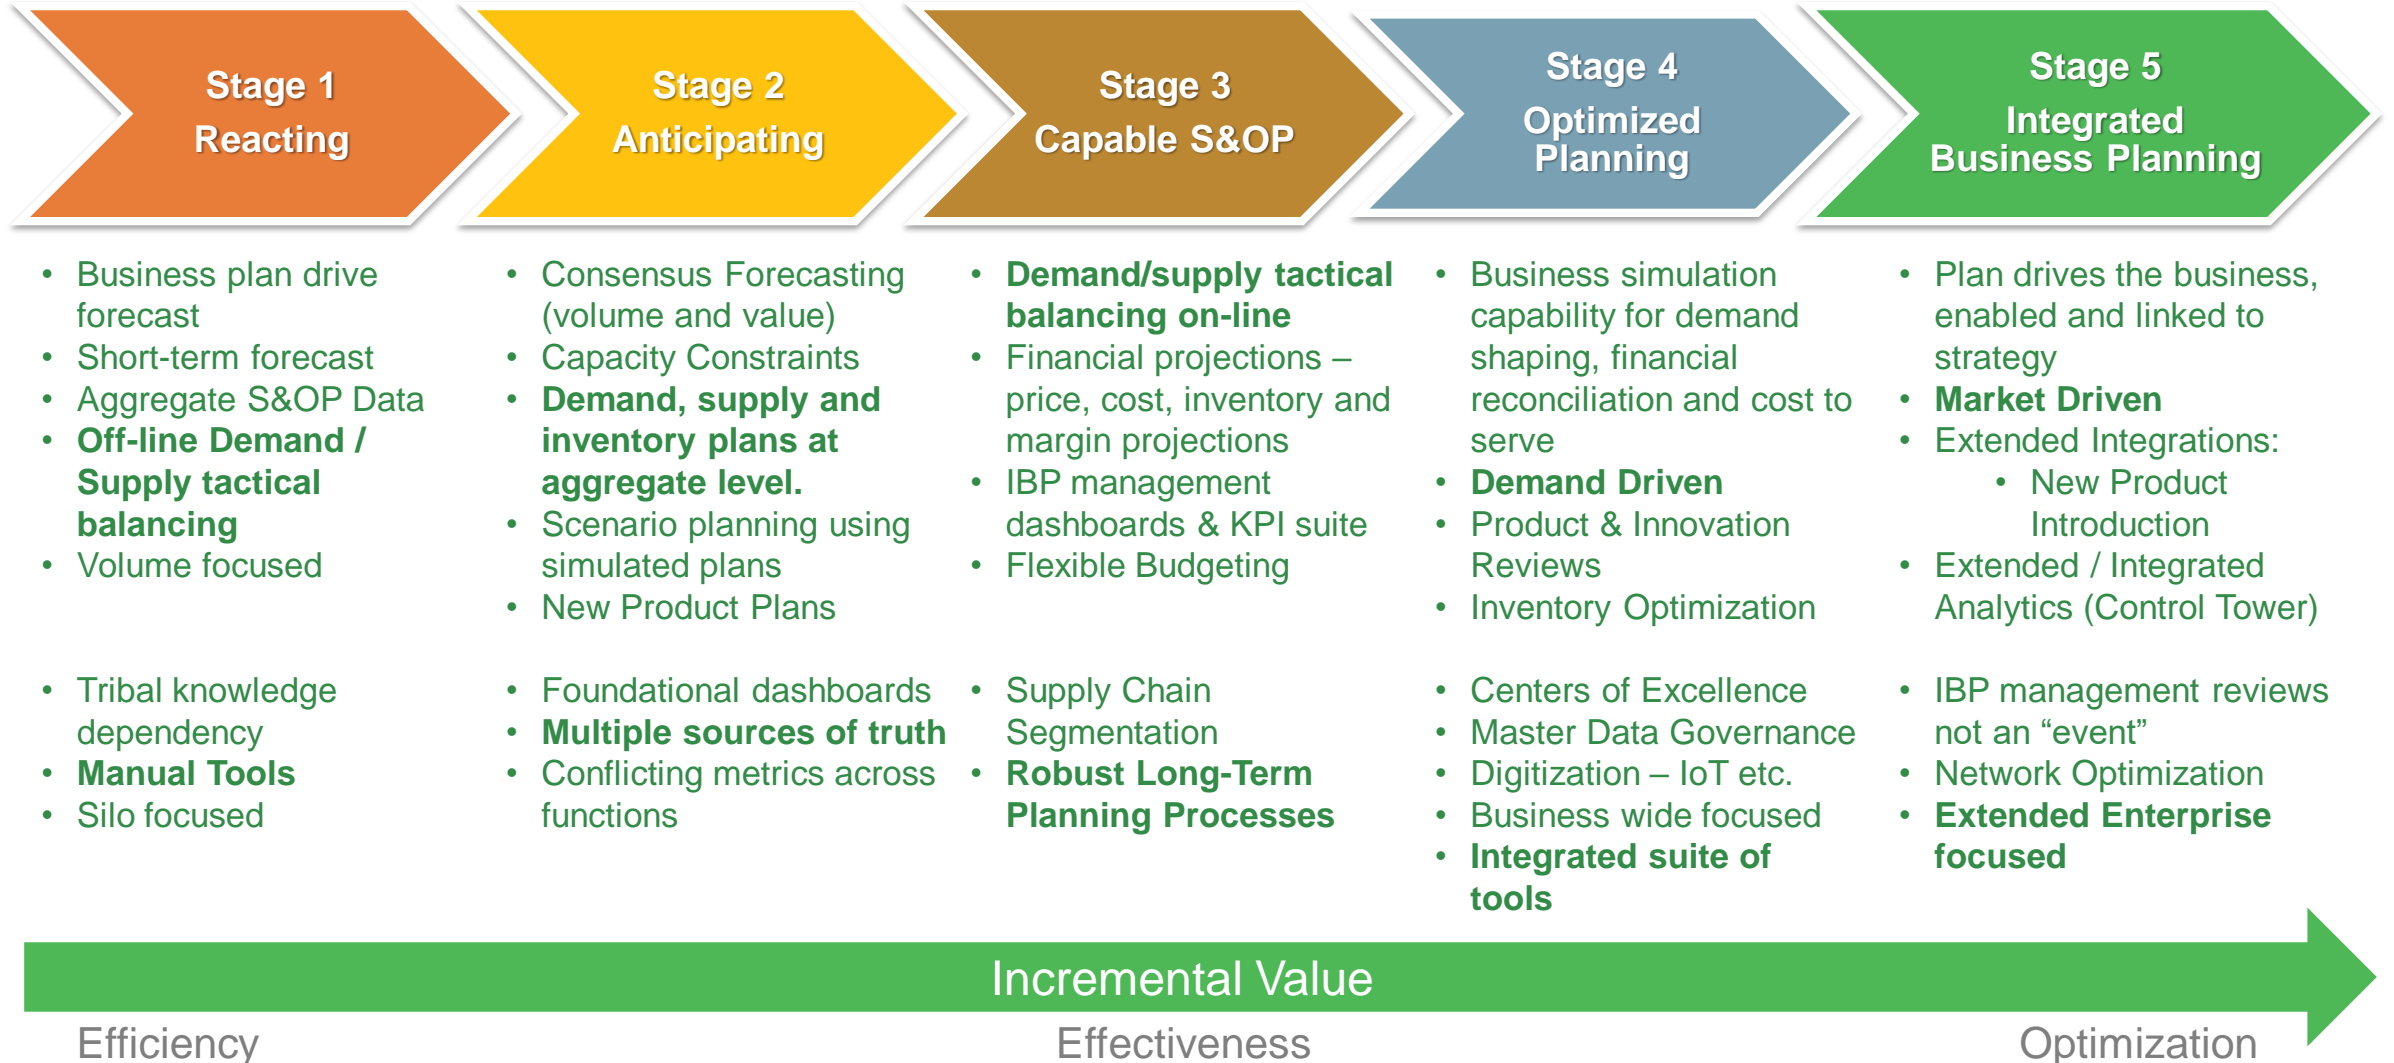 Stage 1
Reacting
Stage 2
Anticipating
Stage 3
Capable S&OP
Stage 4
Optimized
Planning
Stage 5
Integrated
Business Planning
• Business plan drive
forecast
• Short-term forecast
• Aggregate S&OP Data
• Off-line Demand /
Supply tactical
balancing
• Volume focused
• Tribal knowledge
dependency
• Manual Tools
• Silo focused
• Consensus Forecasting
(volume and value)
• Capacity Constraints
• Demand, supply and
inventory plans at
aggregate level.
• Scenario planning using
simulated plans
• New Product Plans
• Foundational dashboards
• Multiple sources of truth
• Conflicting metrics across
functions
• Demand/supply tactical
balancing on-line
• Financial projections –
price, cost, inventory and
margin projections
• IBP management
dashboards & KPI suite
• Flexible Budgeting
• Supply Chain
Segmentation
• Robust Long-Term
Planning Processes
• Business simulation
capability for demand
shaping, financial
reconciliation and cost to
serve
• Demand Driven
• Product & Innovation
Reviews
• Inventory Optimization
• Centers of Excellence
• Master Data Governance
• Digitization – IoT etc.
• Business wide focused
• Integrated suite of
tools
• Plan drives the business,
enabled and linked to
strategy
• Market Driven
• Extended Integrations:
• New Product
Introduction
• Extended / Integrated
Analytics (Control Tower)
• IBP management reviews
not an “event”
• Network Optimization
• Extended Enterprise
focused
Incremental Value
Efficiency
Effectiveness
Optimization